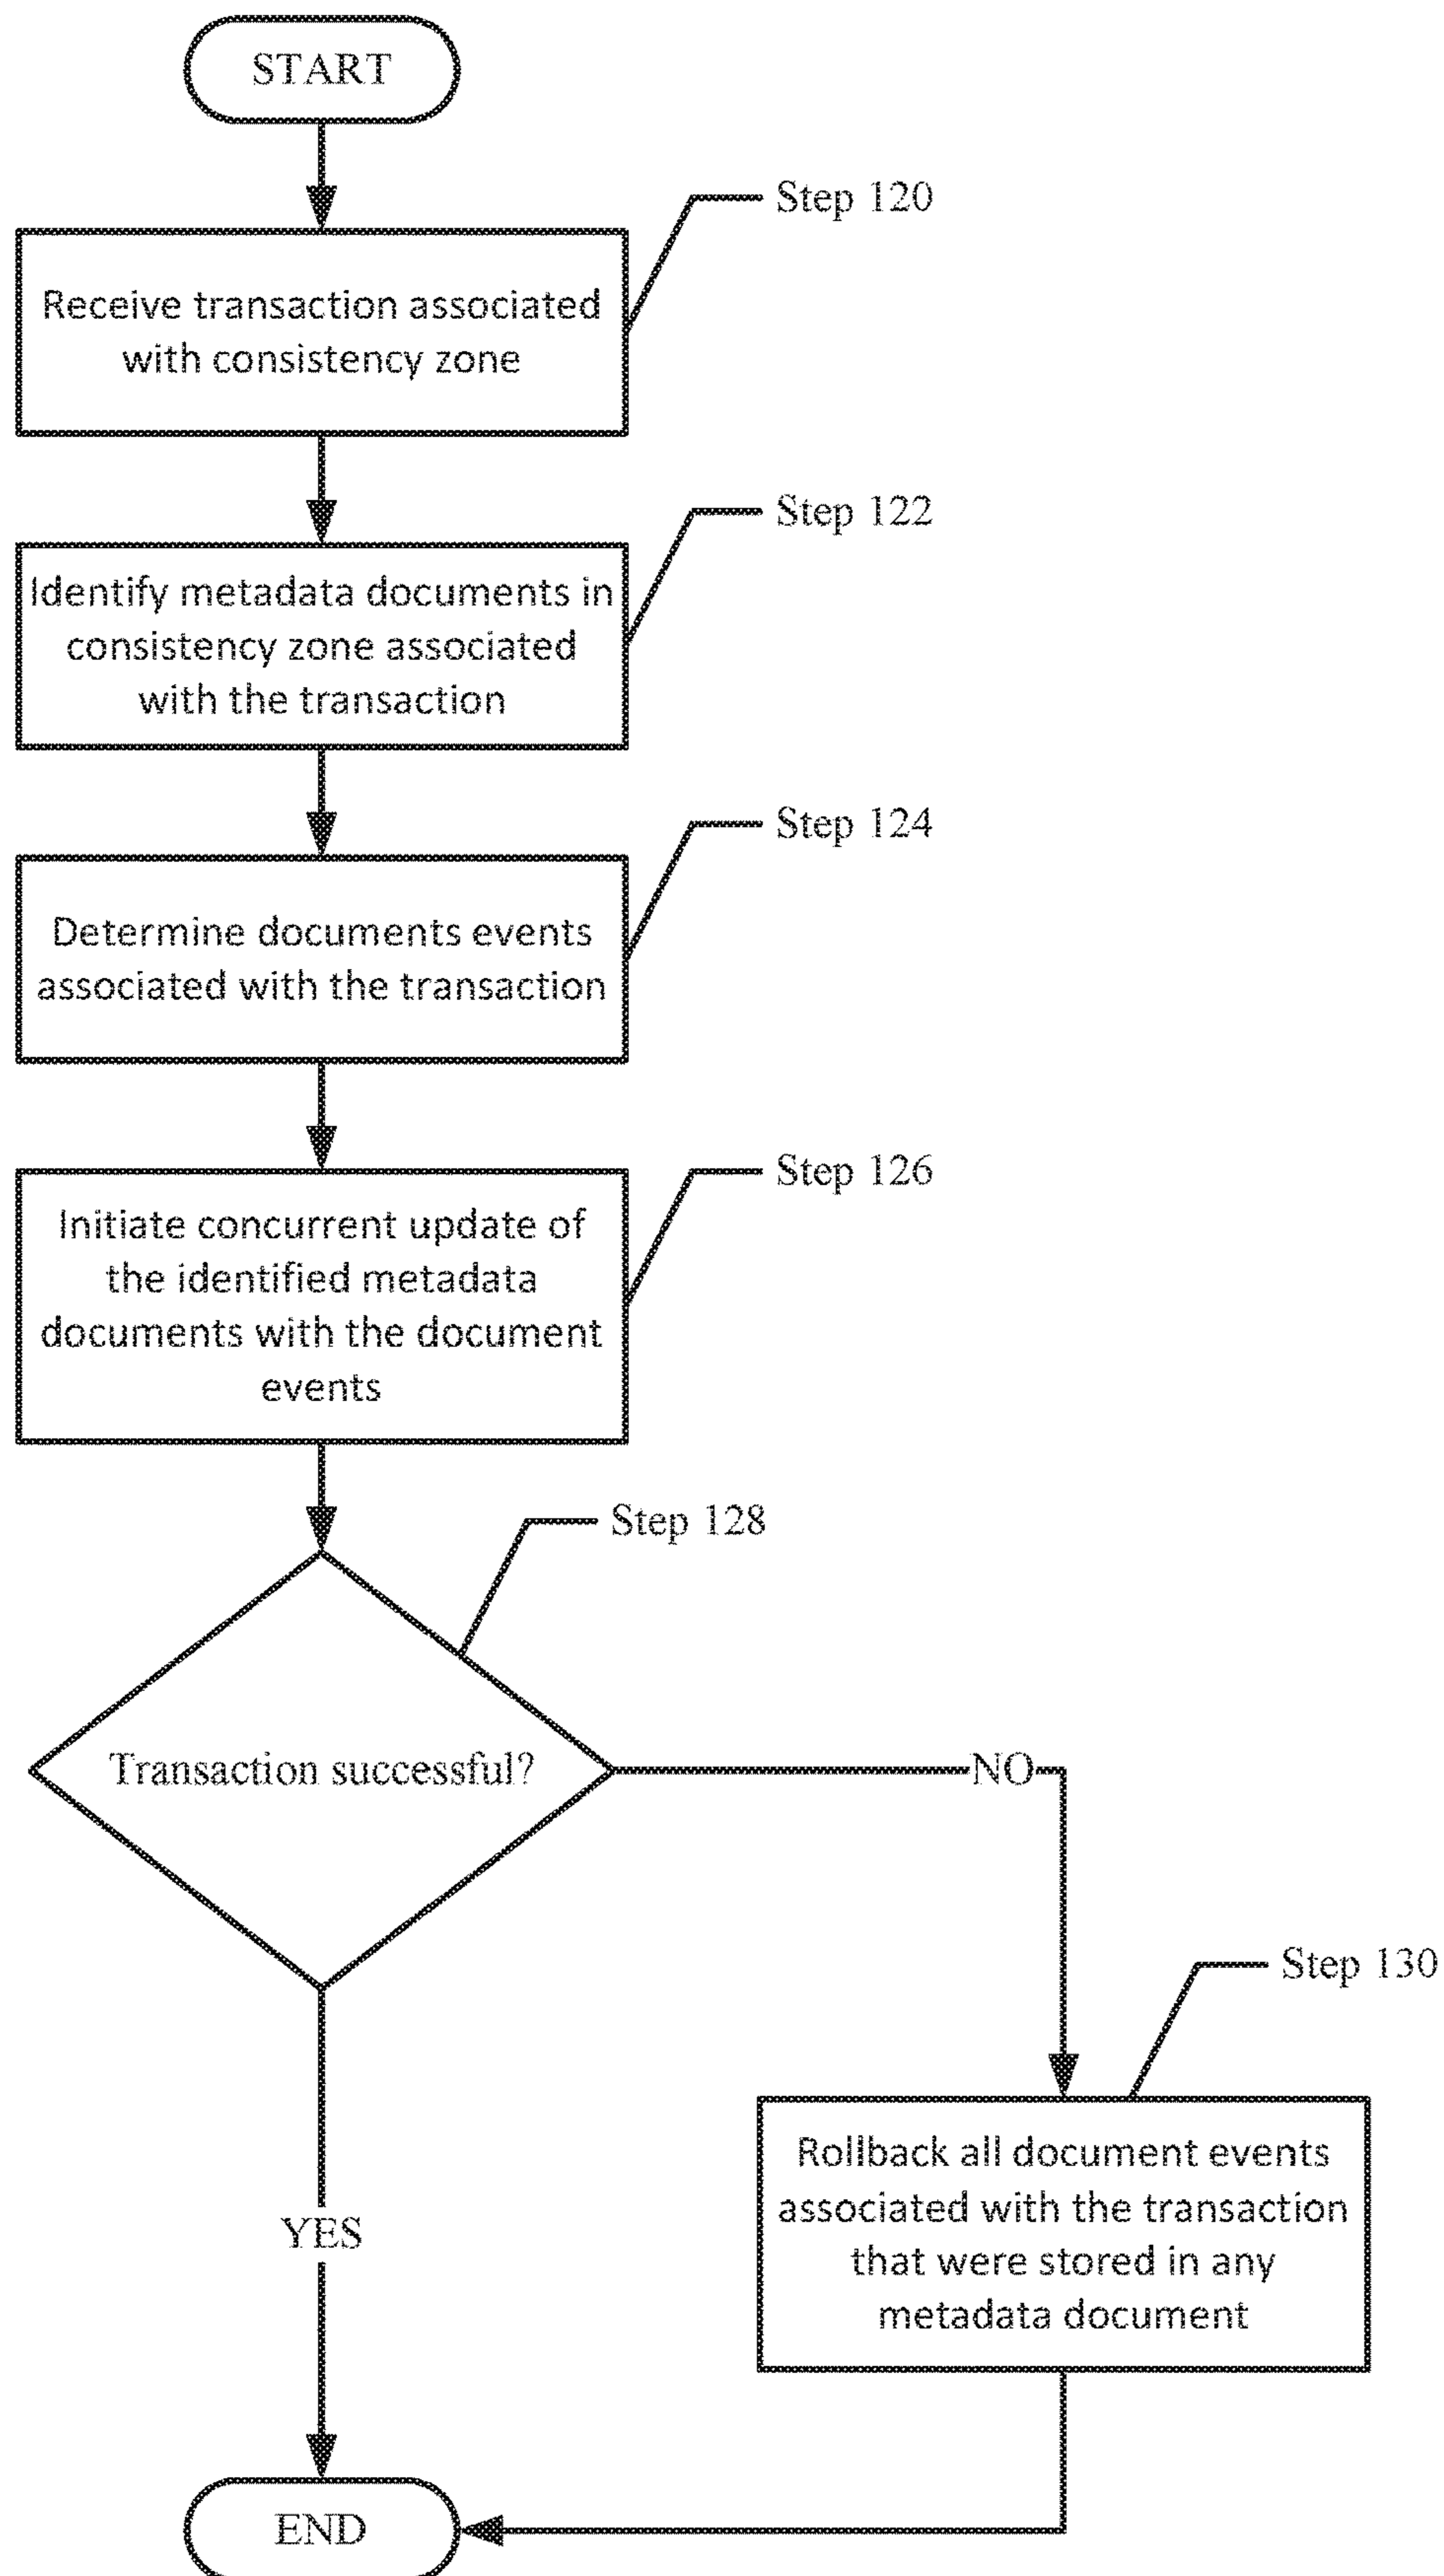 START
Step 120
Receive transaction associated
with consistency zone
Step 122
Identify metadata documents in
consistency zone associated
with the transaction
Step 124
Determine documents events
associated with the transaction
Step 126
Initiate concurrent update of
the identified metadata
documents with the document
events
Step 128
Transaction successful?
NO
Step 130
Rollback all document events
associated with the transaction
that were stored in any
metadata document
YES
END